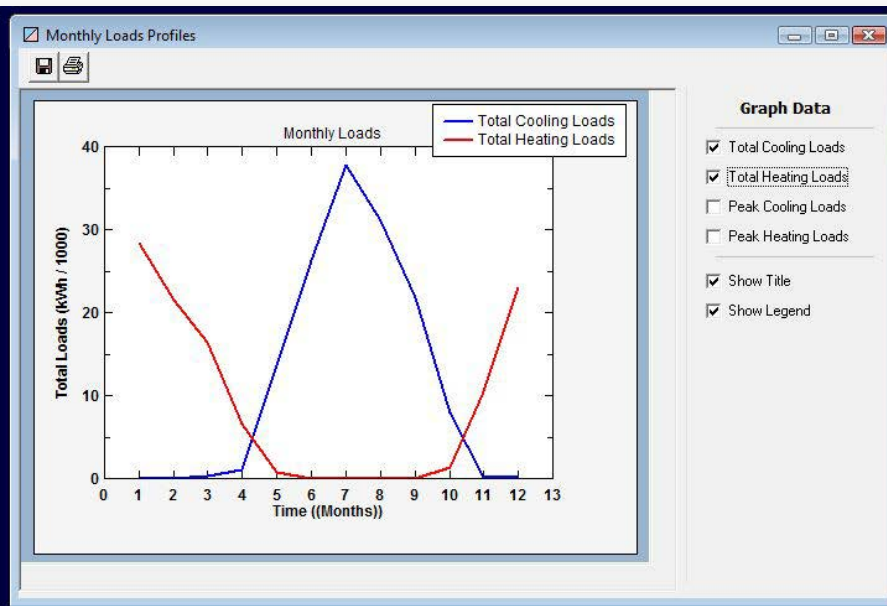 Monthly Loads Profiles
Graph Data
Monthly Loads
Total Cooling Loads
Total Heating Loads
Total Loads (kWh / 1000)
40
30
20
10
0
0 1 2 3 4 5 6 7 8 9 10 11 12 13
Time ((Months))
Total Cooling Loads
Total Heating Loads
Peak Cooling Loads
Peak Heating Loads
Show Title
Show Legend